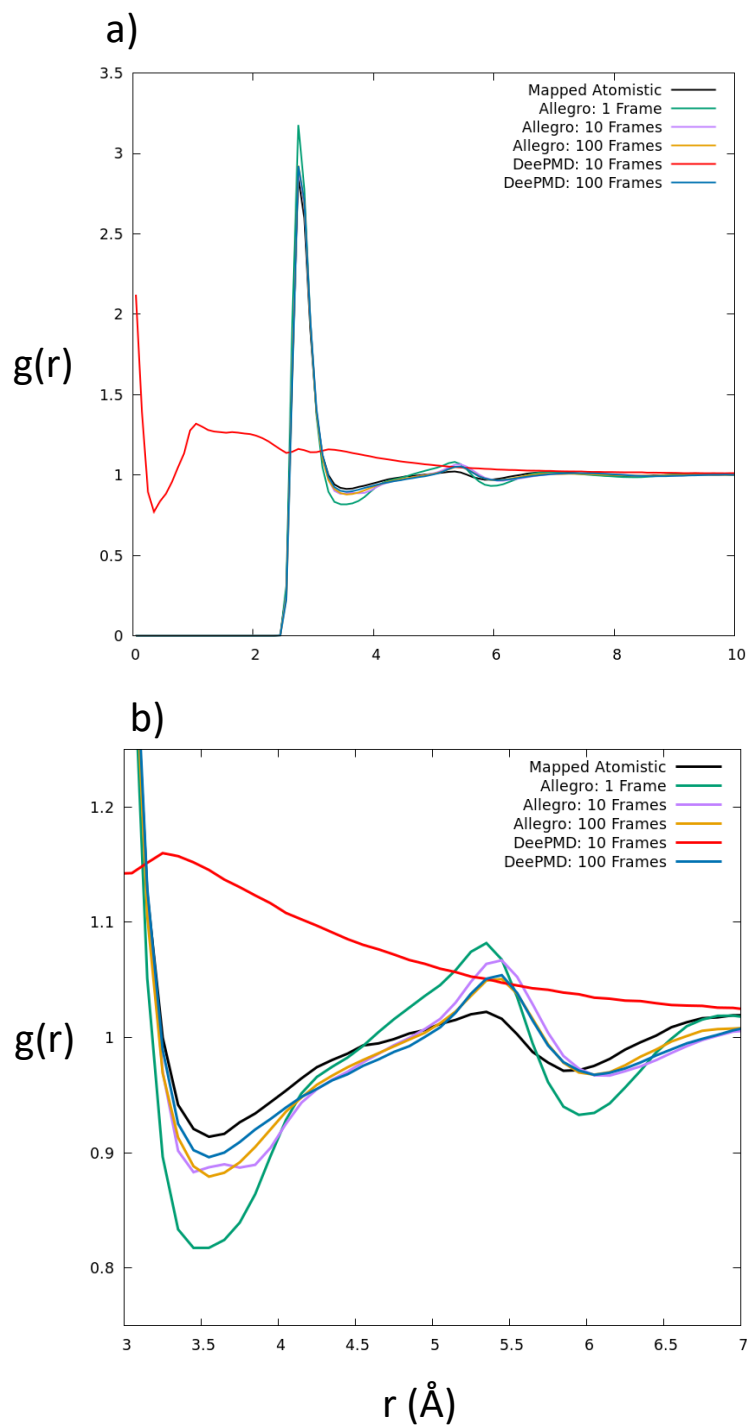 a)
3.5
3
2.5
2
1.5
1
0.5
0
g(r)
Mapped Atomistic
Allegro: 1 Frame
Allegro: 10 Frames
Allegro: 100 Frames
DeePMD: 10 Frames
DeePMD: 100 Frames
0 2 4 6 8 10
b)
1.2
1.1
1
0.9
0.8
g(r)
Mapped Atomistic
Allegro: 1 Frame
Allegro: 10 Frames
Allegro: 100 Frames
DeePMD: 10 Frames
DeePMD: 100 Frames
3 3.5 4 4.5 5 5.5 6 6.5 7
r (Å)